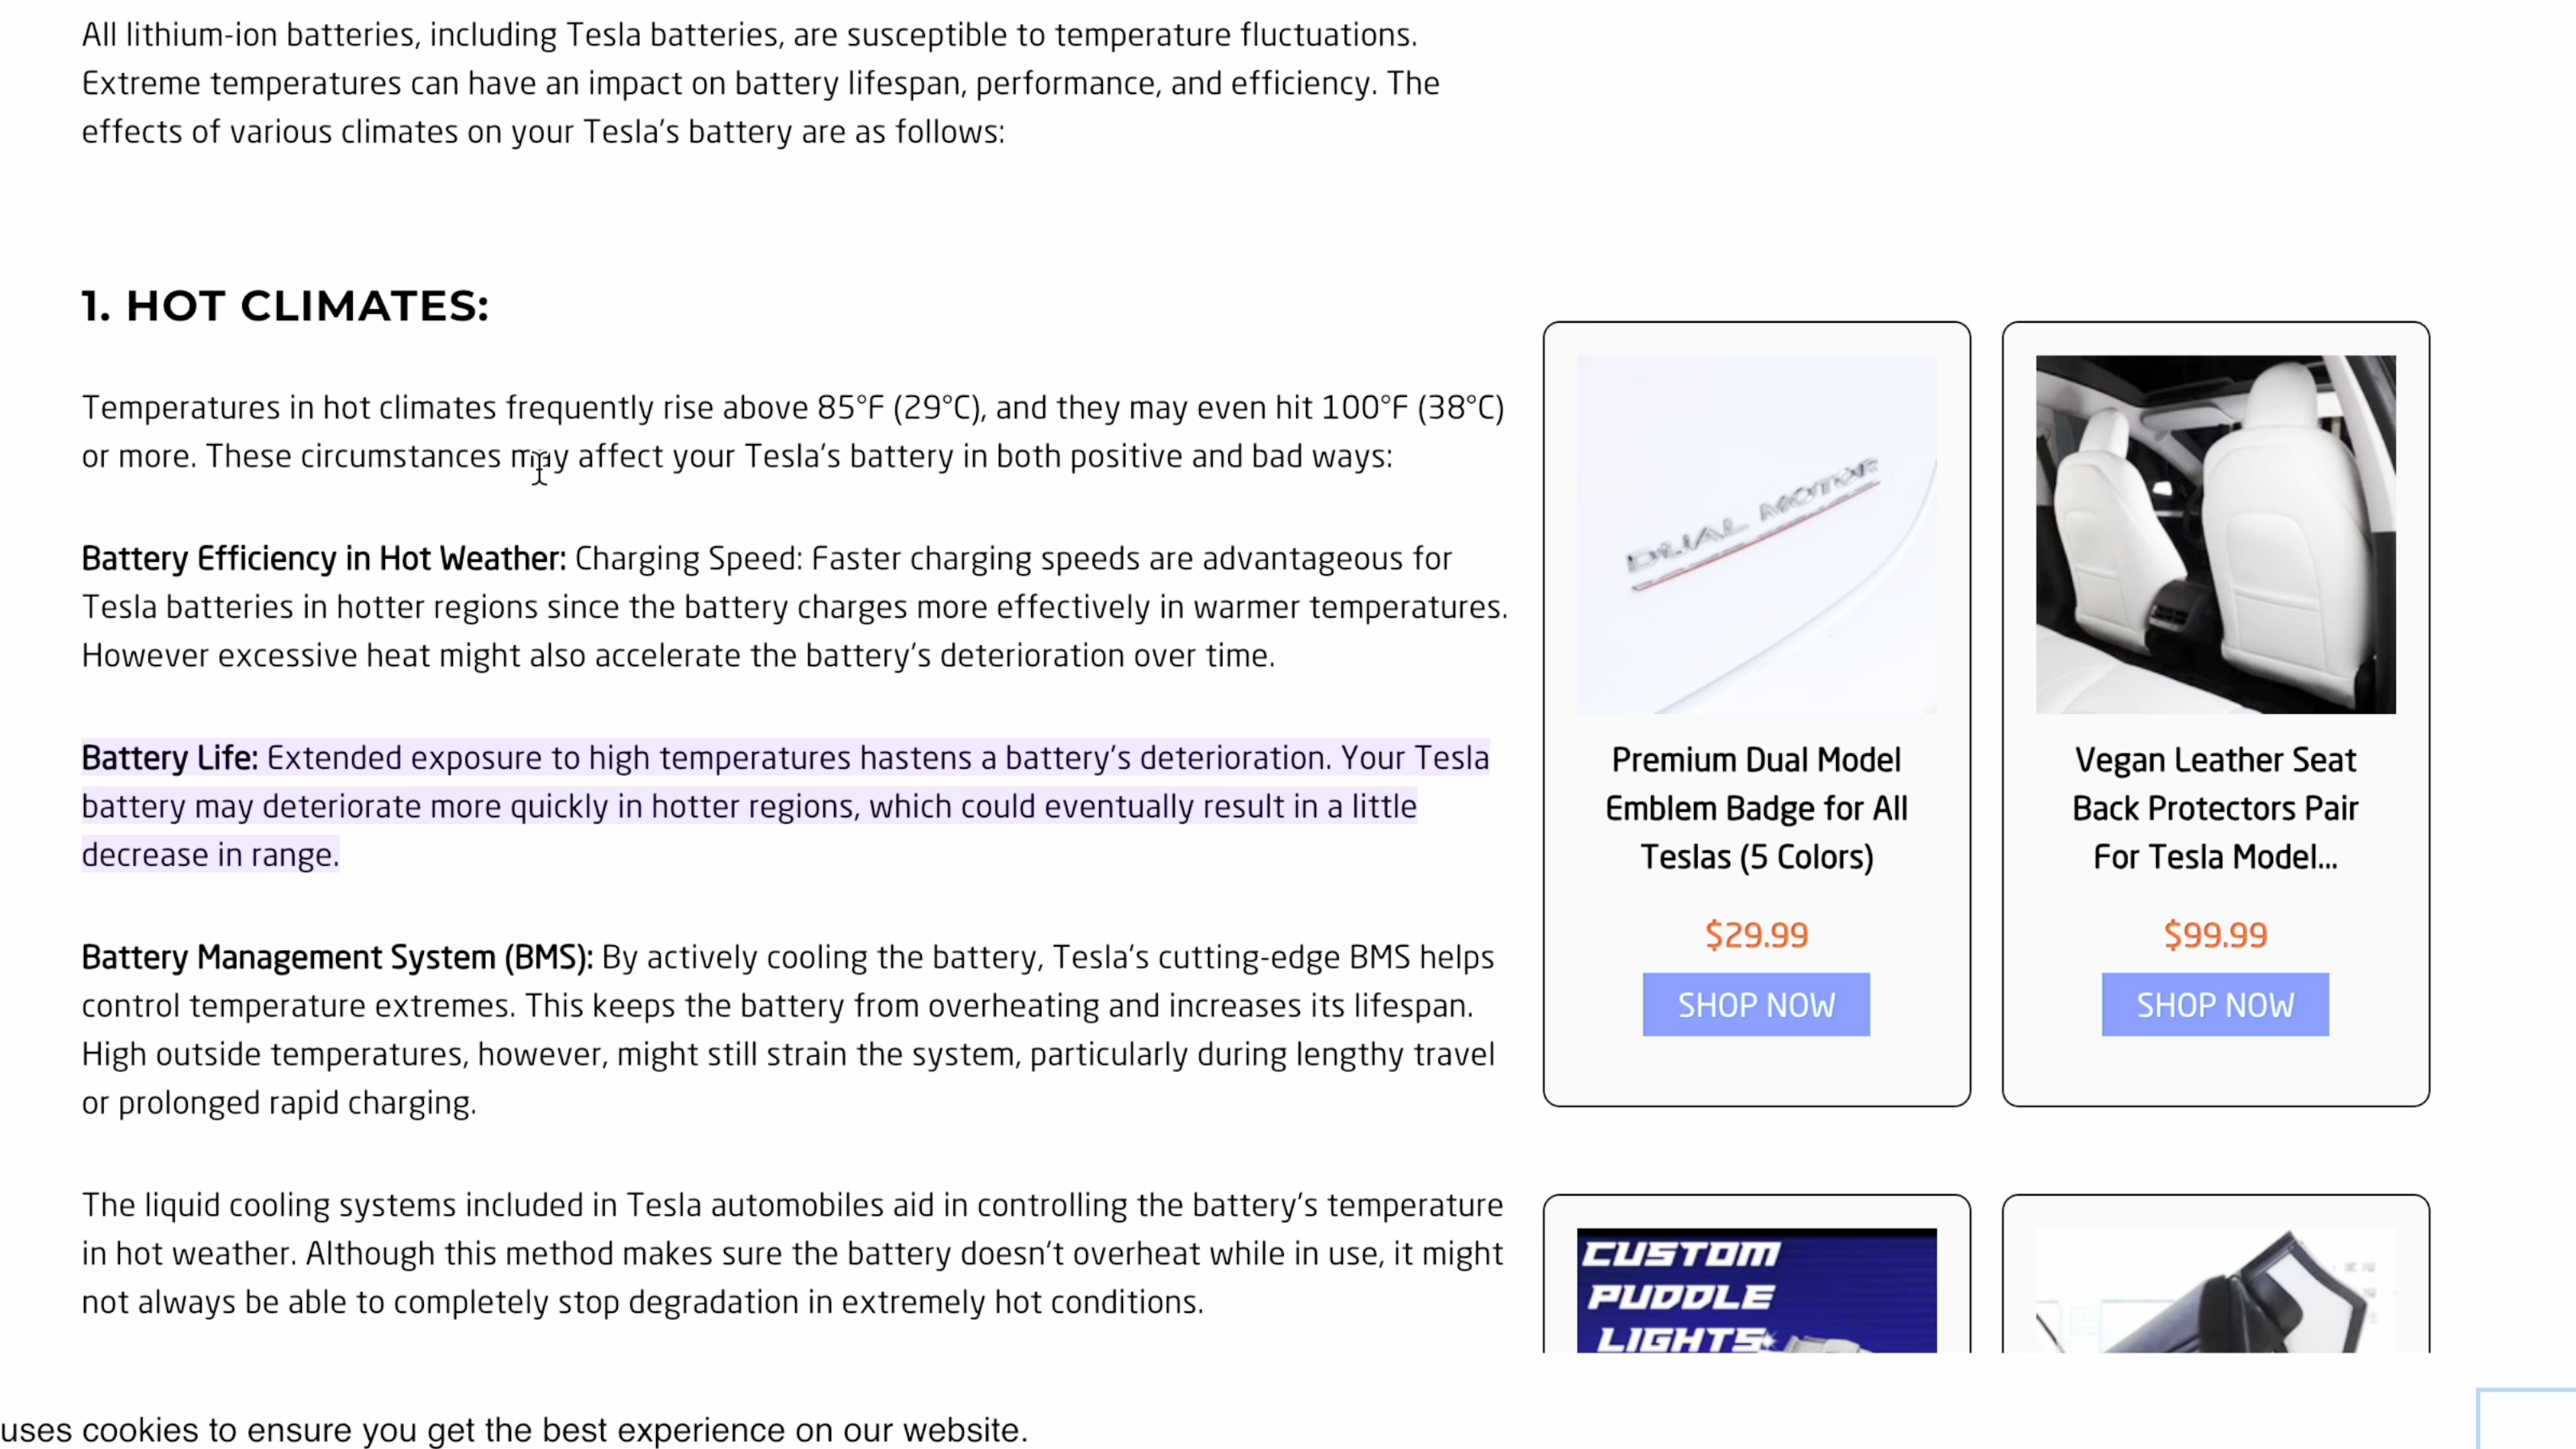 All lithium-ion batteries, including Tesla batteries, are susceptible to temperature fluctuations.
Extreme temperatures can have an impact on battery lifespan, performance, and efficiency. The
effects of various climates on your Tesla's battery are as follows:
1. HOT CLIMATES:
Temperatures in hot climates frequently rise above 85°F (29°C), and they may even hit 100°F (38°C)
or more. These circumstances may affect your Tesla's battery in both positive and bad ways:
Battery Efficiency in Hot Weather: Charging Speed: Faster charging speeds are advantageous for
Tesla batteries in hotter regions since the battery charges more effectively in warmer temperatures.
However excessive heat might also accelerate the battery's deterioration over time.
Battery Life: Extended exposure to high temperatures hastens a battery's deterioration. Your Tesla
battery may deteriorate more quickly in hotter regions, which could eventually result in a little
decrease in range.
Battery Management System (BMS): By actively cooling the battery, Tesla's cutting-edge BMS helps
control temperature extremes. This keeps the battery from overheating and increases its lifespan.
High outside temperatures, however, might still strain the system, particularly during lengthy travel
or prolonged rapid charging.
The liquid cooling systems included in Tesla automobiles aid in controlling the battery's temperature
in hot weather. Although this method makes sure the battery doesn't overheat while in use, it might
not always be able to completely stop degradation in extremely hot conditions.
DUAL MOTOR
Premium Dual Model
Emblem Badge for All
Teslas (5 Colors)
$29.99
SHOP NOW
Vegan Leather Seat
Back Protectors Pair
For Tesla Model...
$99.99
SHOP NOW
CUSTOM
PUDDLE
LIGHTS
uses cookies to ensure you get the best experience on our website.